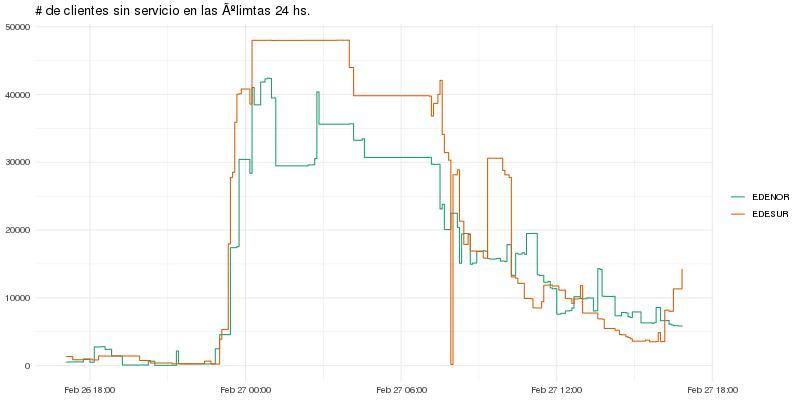 # de clientes sin servicio en las Ãºlimtas 24 hs.
50000
40000
30000
20000
10000
0
Feb 26 18:00
Feb 27 00:00
Feb 27 06:00
Feb 27 12:00
Feb 27 18:00
EDENOR
EDESUR